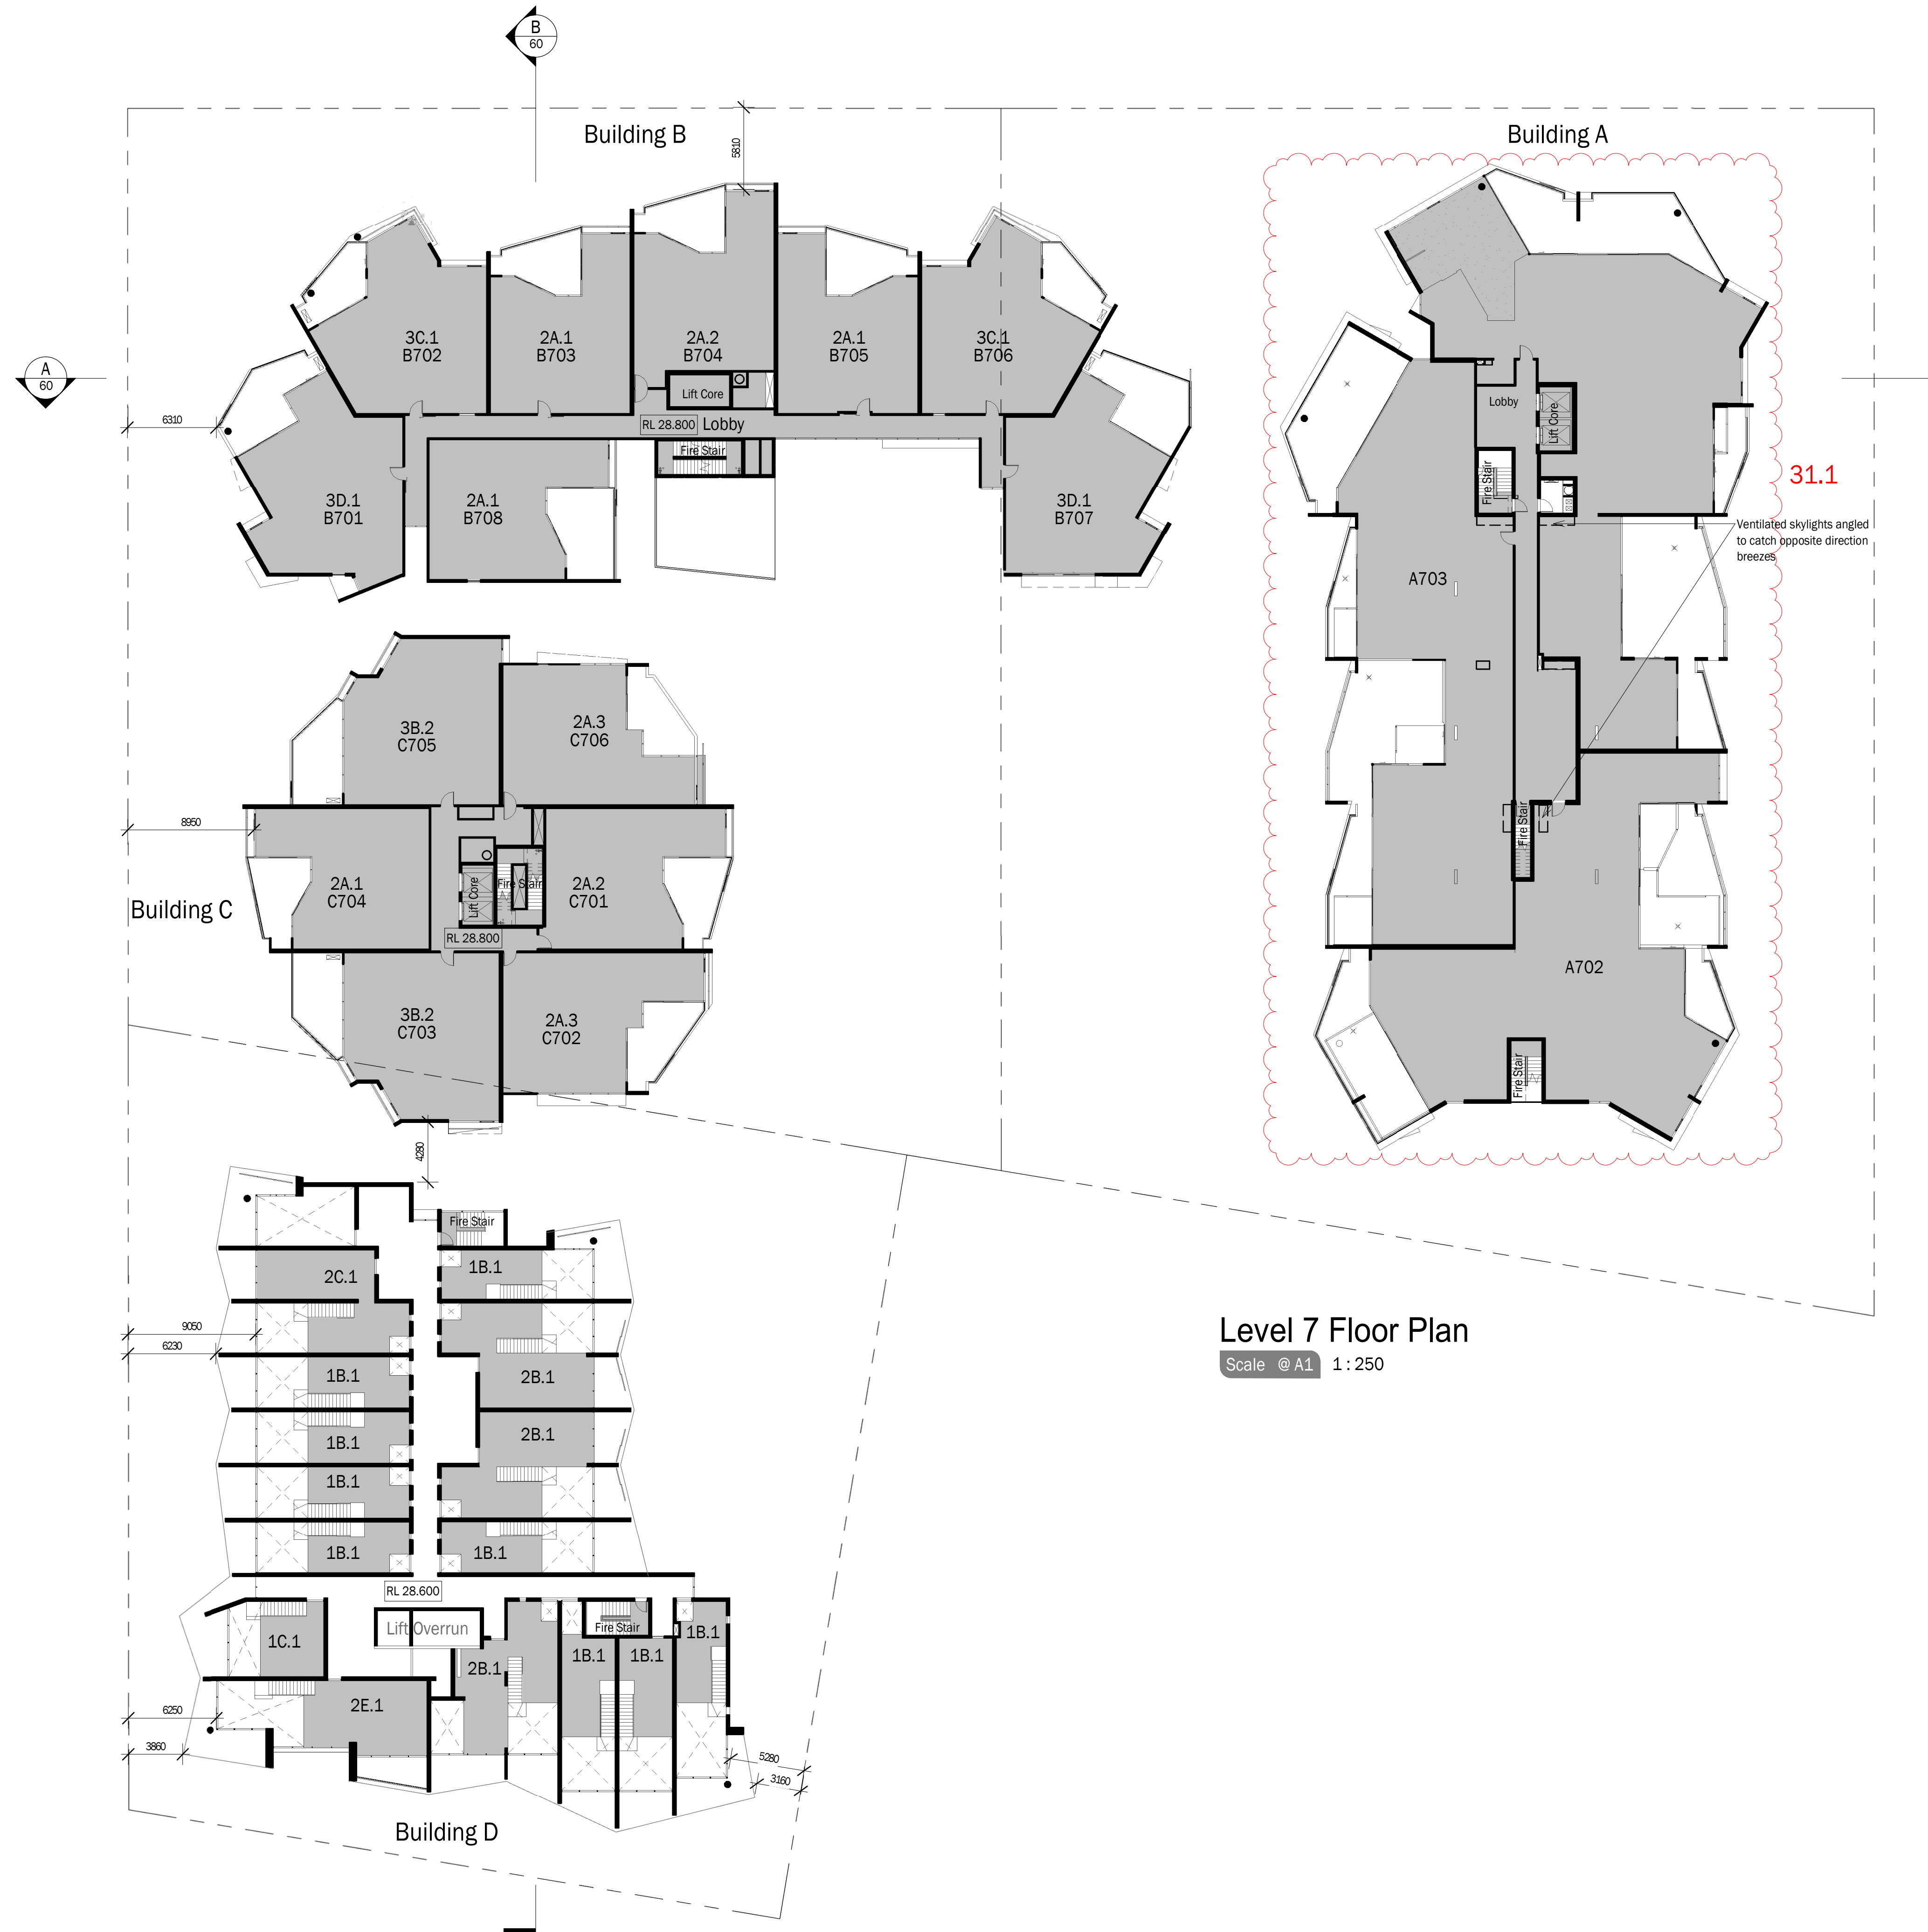 B
60
Building B
Building A
5810
3C.1
B702
2A.1
B703
2A.2
B704
2A.1
B705
3C.1
B706
A
60
Lift Core
Lobby
Lift Core
6310
RL 28.800
Lobby
Fire Stair
Fire Stair
31.1
3D.1
B701
2A.1
B708
3D.1
B707
Ventilated skylights angled
to catch opposite direction
breezes
A703
3B.2
C705
2A.3
C706
8950
Fire Stair
2A.1
C704
Lift Core
Fire Stair
2A.2
C701
Building C
RL 28.800
A702
3B.2
C703
2A.3
C702
Fire Stair
4280
Fire Stair
2C.1
1B.1
9050
6230
Level 7 Floor Plan
Scale @ A1 1 : 250
1B.1
2B.1
1B.1
2B.1
1B.1
1B.1
1B.1
RL 28.600
1C.1
Lift Overrun
Fire Stair
1B.1
2B.1
1B.1
1B.1
2E.1
6250
3860
5280
3160
Building D